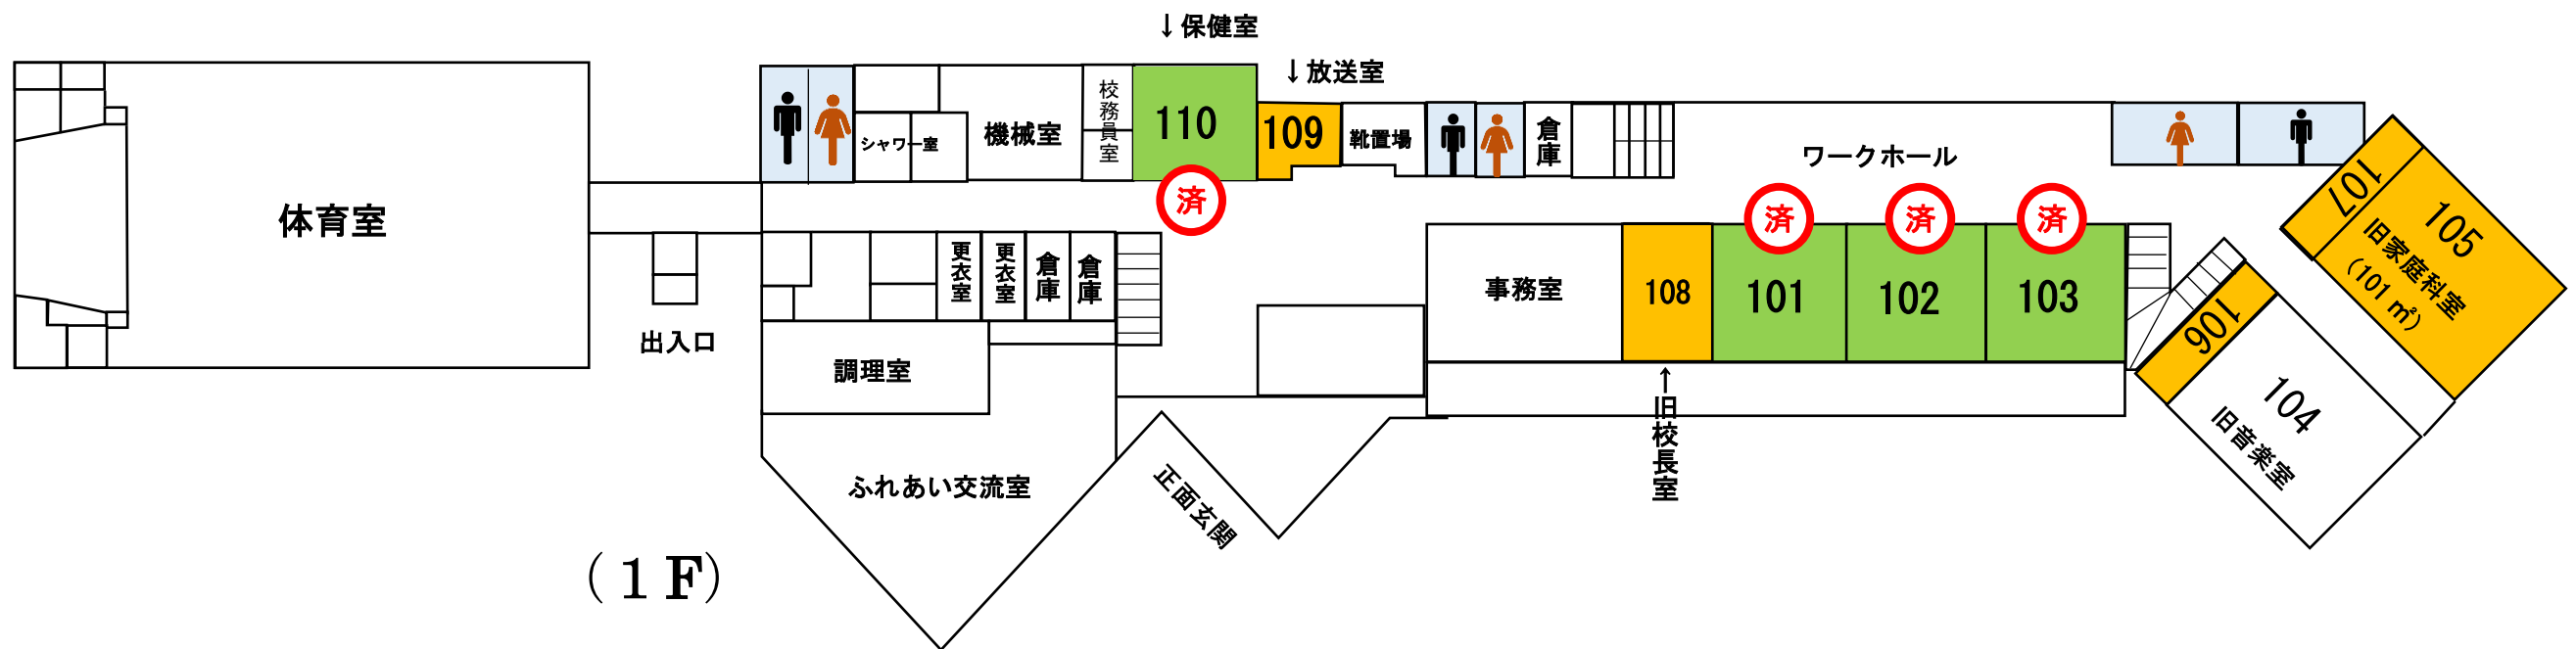 ↓保健室
↓放送室
校務員室
110
109
機械室
シャワー室
靴置場
倉庫
ワークホール
済
済
済
済
体育室
出入口
更衣室
更衣室
倉庫
倉庫
調理室
ふれあい交流室
正面玄関
事務室
108
101
102
103
←旧校長室
107
105
旧家庭科室
(101㎡)
106
104
旧音楽室
(1F)